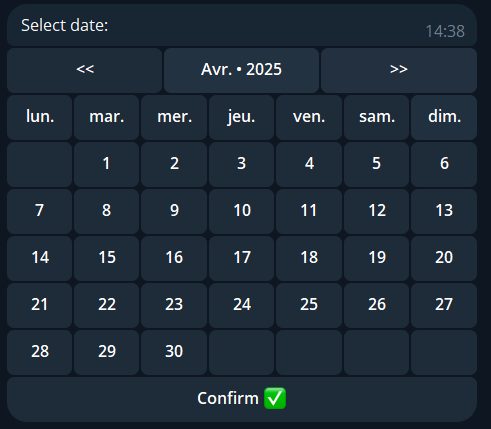 Select date:
14:38
<< Avr. • 2025 >>
lun. mar. mer. jeu. ven. sam. dim.
1 2 3 4 5 6
7 8 9 10 11 12 13
14 15 16 17 18 19 20
21 22 23 24 25 26 27
28 29 30
Confirm ✅